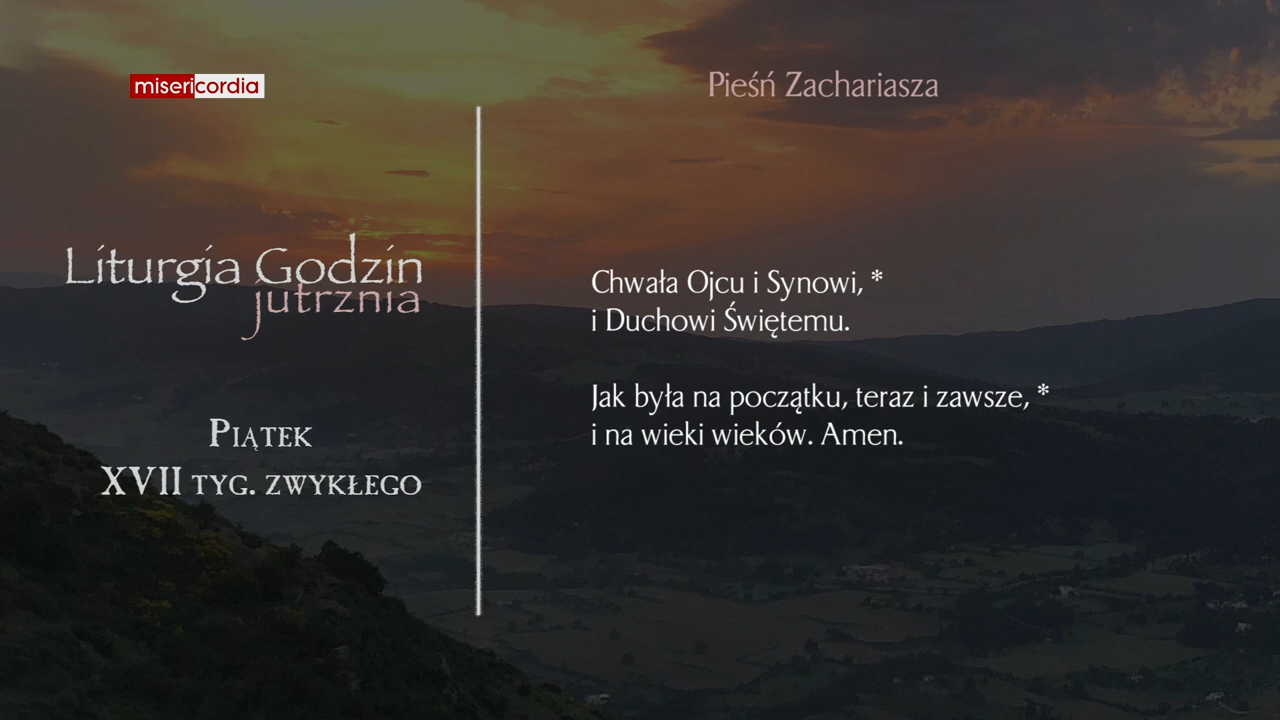 misericordia
Liturgia Godzin
jutrznia
Piątek
XVII tyg. zwykłego
Pieśń Zachariasza
Chwała Ojcu i Synowi, *
i Duchowi Świętemu.
Jak była na początku, teraz i zawsze, *
i na wieki wieków. Amen.